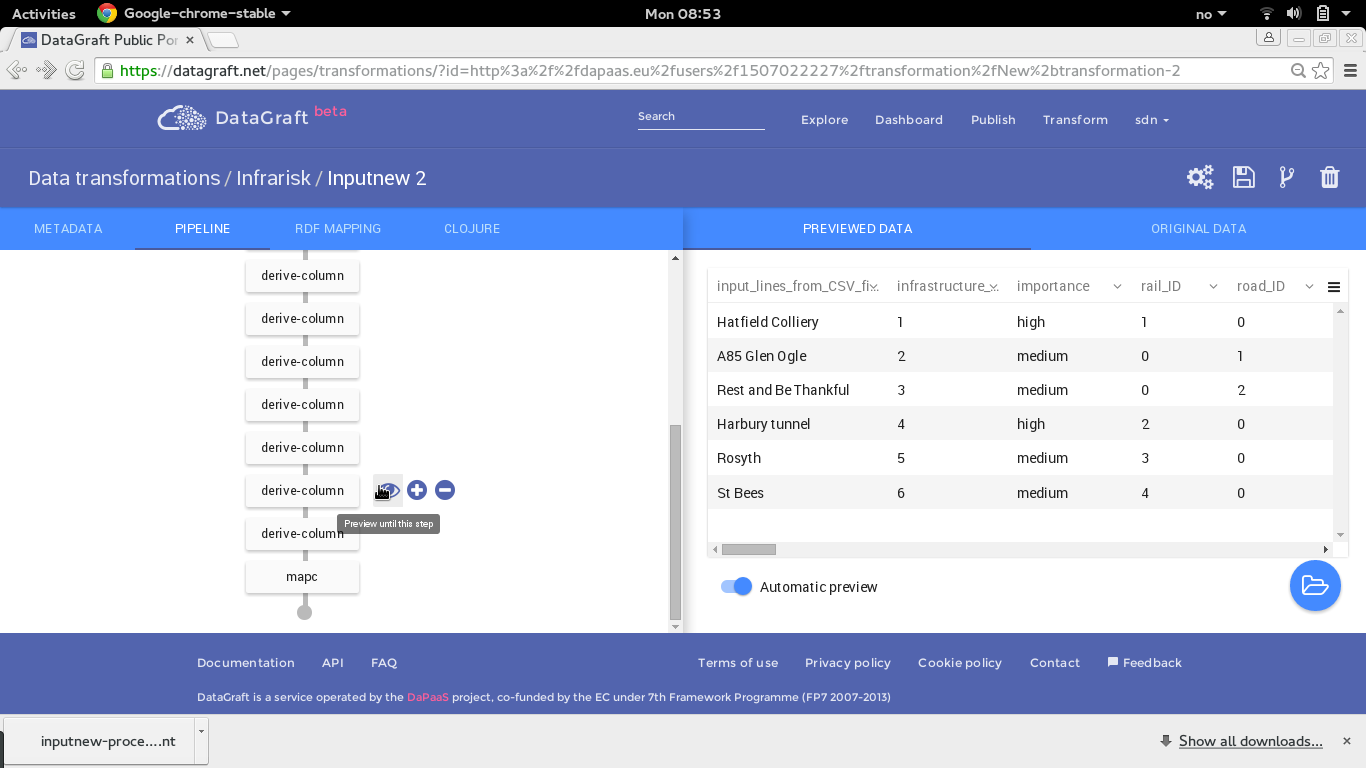 Activities Google-chrome-stable Mon 08:53 no
DataGraft Public Por
https://datagraft.net/pages/transformations/?id=http%3a%2f%2fdapaas.eu%2fusers%2f1507022227%2ftransformation%2fNew%2btransformation-2
DataGraft beta Search Explore Dashboard Publish Transform sdn
Data transformations / Infrarisk / Inputnew 2
METADATA PIPELINE RDF MAPPING CLOJURE PREVIEWED DATA ORIGINAL DATA
derive-column
derive-column
derive-column
derive-column
derive-column
derive-column
Preview until this step
derive-column
mapc
input_lines_from_CSV_fi... infrastructure_... importance rail_ID road_ID
Hatfield Colliery 1 high 1 0
A85 Glen Ogle 2 medium 0 1
Rest and Be Thankful 3 medium 0 2
Harbury tunnel 4 high 2 0
Rosyth 5 medium 3 0
St Bees 6 medium 4 0
Automatic preview
Documentation API FAQ Terms of use Privacy policy Cookie policy Contact Feedback
DataGraft is a service operated by the DaPaaS project, co-funded by the EC under 7th Framework Programme (FP7 2007-2013)
inputnew-proce....nt Show all downloads...